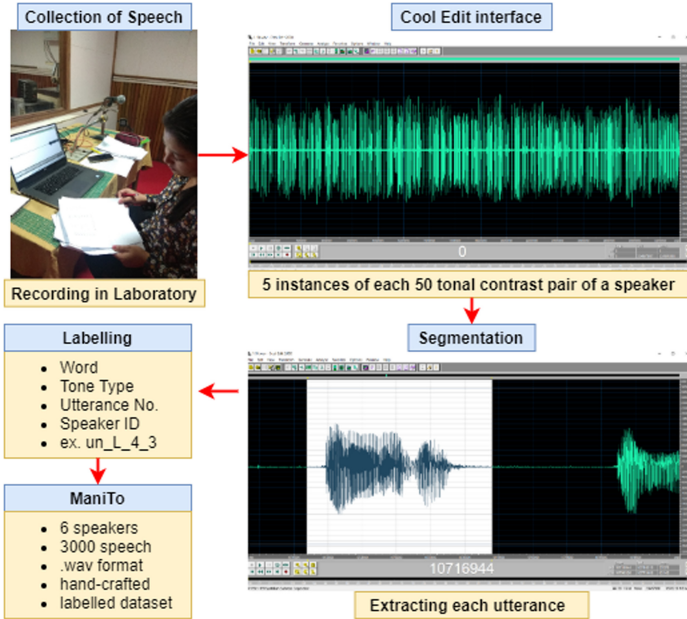 Collection of Speech
Cool Edit interface
Recording in Laboratory
0
5 instances of each 50 tonal contrast pair of a speaker
Labelling
• Word
• Tone Type
• Utterance No.
• Speaker ID
• ex. un_L_4_3
Segmentation
10716944
Extracting each utterance
ManiTo
• 6 speakers
• 3000 speech
• .wav format
• hand-crafted
• labelled dataset